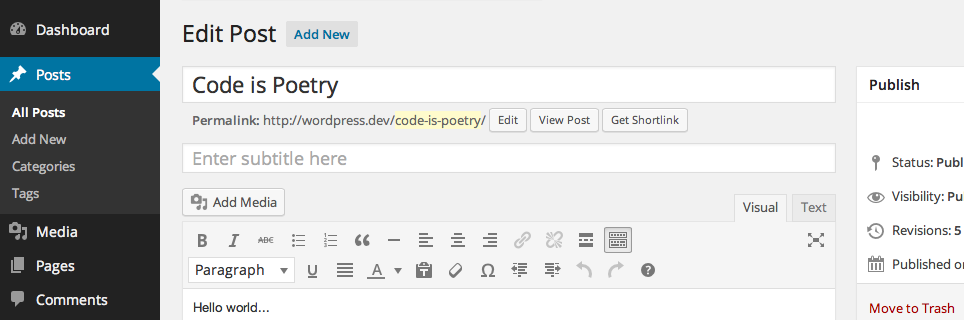 Dashboard
Posts
All Posts
Add New
Categories
Tags
Media
Pages
Comments
Edit Post Add New
Code is Poetry
Permalink: http://wordpress.dev/code-is-poetry/ Edit View Post Get Shortlink
Enter subtitle here
Add Media
Visual Text
B I ABC
Paragraph U A Ω ?
Hello world...
Publish
Status: Publ
Visibility: Pu
Revisions: 5
Published on
Move to Trash